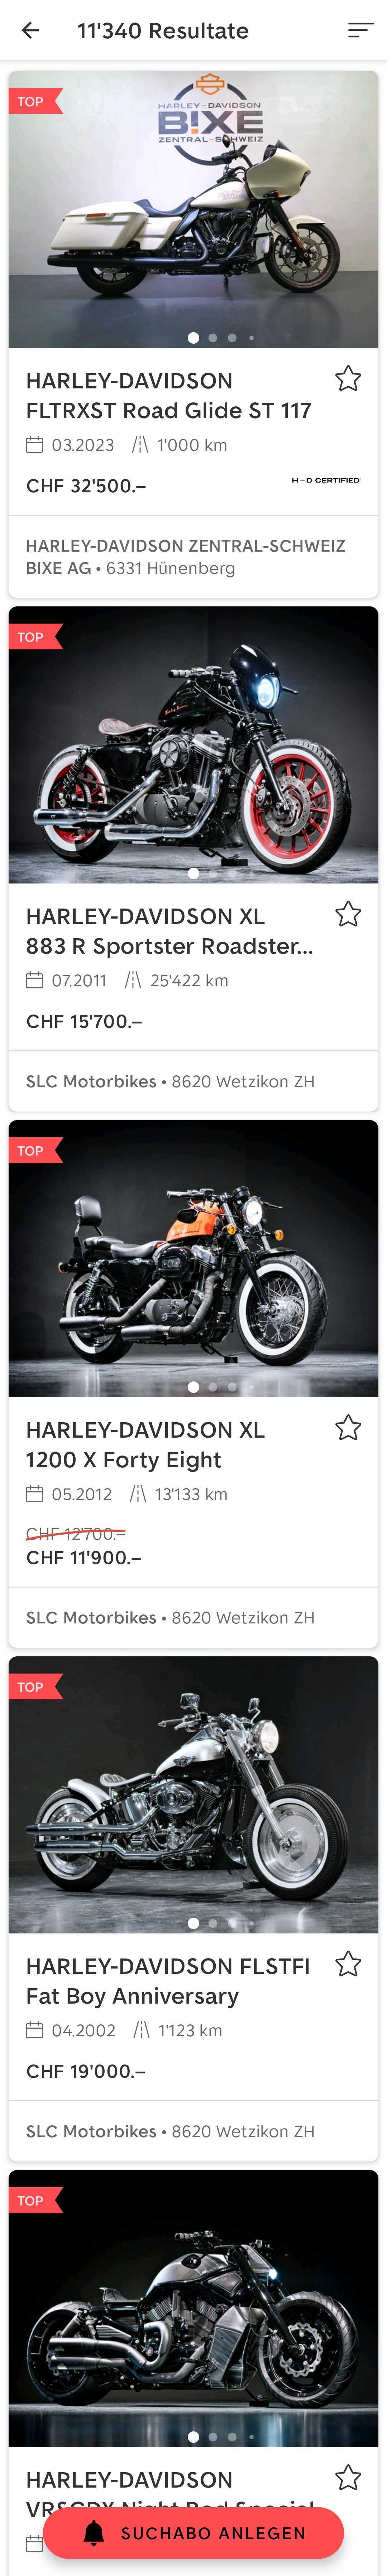 11'340 Resultate
TOP
HARLEY-DAVIDSON
BIXE
ZENTRAL-SCHWEIZ
HARLEY-DAVIDSON
FLTRXST Road Glide ST 117
03.2023 1'000 km
CHF 32'500.–
H-D CERTIFIED
HARLEY-DAVIDSON ZENTRAL-SCHWEIZ
BIXE AG • 6331 Hünenberg
TOP
HARLEY-DAVIDSON XL
883 R Sportster Roadster...
07.2011 25'422 km
CHF 15'700.–
SLC Motorbikes • 8620 Wetzikon ZH
TOP
HARLEY-DAVIDSON XL
1200 X Forty Eight
05.2012 13'133 km
CHF 12'700.–
CHF 11'900.–
SLC Motorbikes • 8620 Wetzikon ZH
TOP
HARLEY-DAVIDSON FLSTFI
Fat Boy Anniversary
04.2002 1'123 km
CHF 19'000.–
SLC Motorbikes • 8620 Wetzikon ZH
TOP
HARLEY-DAVIDSON
VRSCDX Night Rod Special
SUCHABO ANLEGEN